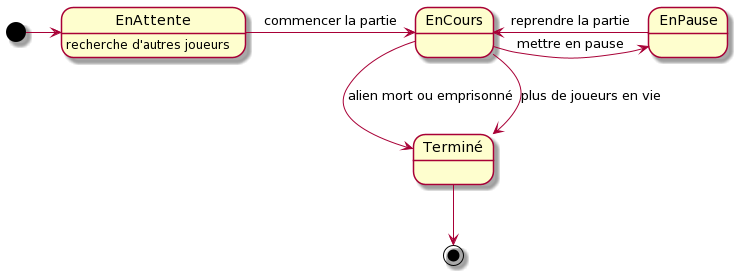 EnAttente
recherche d'autres joueurs
commencer la partie
EnCours
reprendre la partie
mettre en pause
EnPause
alien mort ou emprisonné
plus de joueurs en vie
Terminé